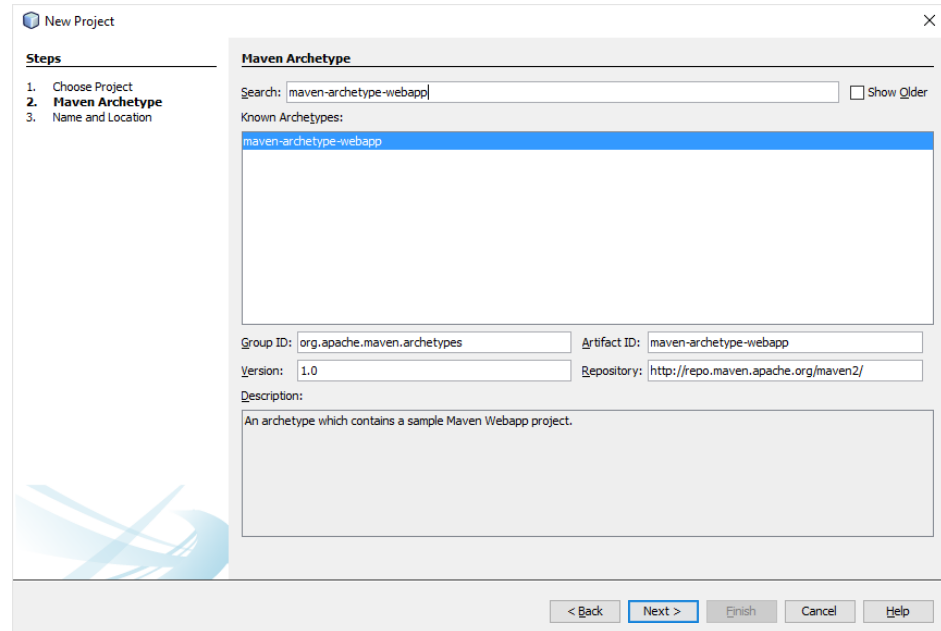 New Project
Steps
1. Choose Project
2. Maven Archetype
3. Name and Location
Maven Archetype
Search: maven-archetype-webapp Show Older
Known Archetypes:
maven-archetype-webapp
Group ID: org.apache.maven.archetypes Artifact ID: maven-archetype-webapp
Version: 1.0 Repository: http://repo.maven.apache.org/maven2/
Description:
An archetype which contains a sample Maven Webapp project.
< Back Next > Finish Cancel Help